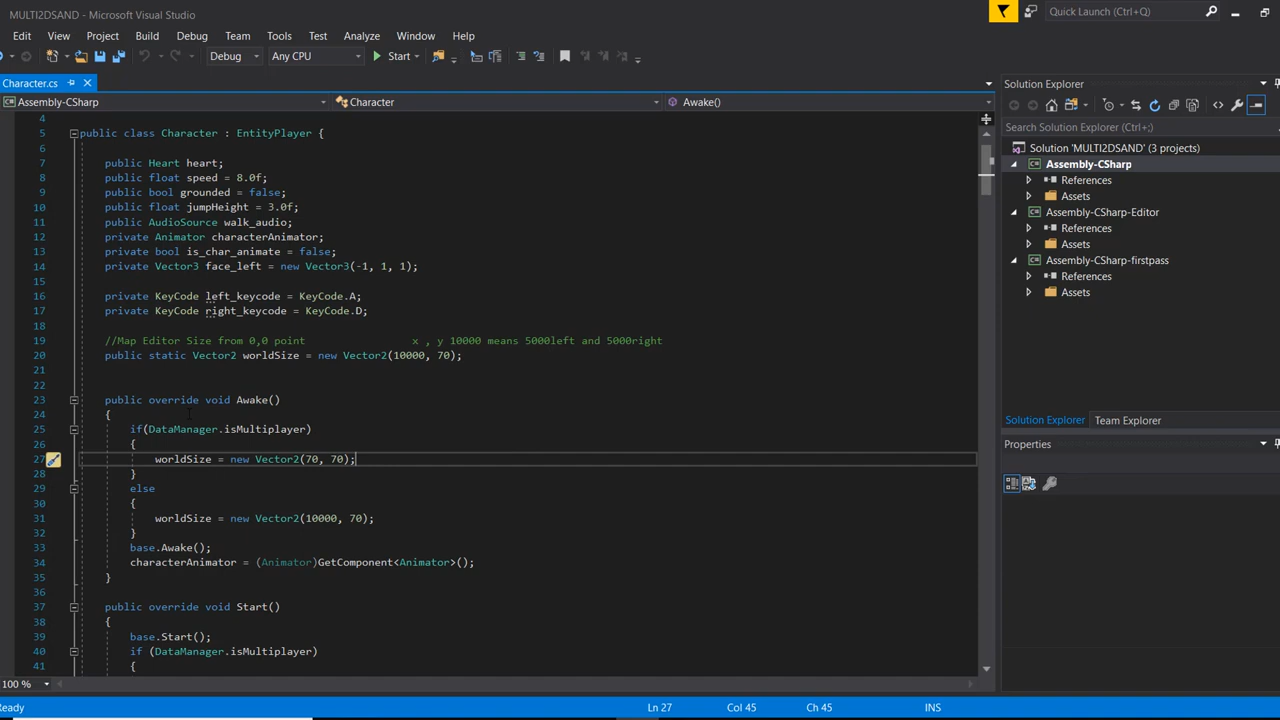 MULTI2DSAND - Microsoft Visual Studio
Quick Launch (Ctrl+Q)
Edit View Project Build Debug Team Tools Test Analyze Window Help
Debug Any CPU Start
Character.cs
Assembly-CSharp Character Awake()
4
5 public class Character : EntityPlayer {
6
7 public Heart heart;
8 public float speed = 8.0f;
9 public bool grounded = false;
10 public float jumpHeight = 3.0f;
11 public AudioSource walk_audio;
12 private Animator characterAnimator;
13 private bool is_char_animate = false;
14 private Vector3 face_left = new Vector3(-1, 1, 1);
15
16 private KeyCode left_keycode = KeyCode.A;
17 private KeyCode right_keycode = KeyCode.D;
18
19 //Map Editor Size from 0,0 point x , y 10000 means 5000left and 5000right
20 public static Vector2 worldSize = new Vector2(10000, 70);
21
22
23 public override void Awake()
24 {
25 if(DataManager.isMultiplayer)
26 {
27 worldSize = new Vector2(70, 70);
28 }
29 else
30 {
31 worldSize = new Vector2(10000, 70);
32 }
33 base.Awake();
34 characterAnimator = (Animator)GetComponent<Animator>();
35 }
36
37 public override void Start()
38 {
39 base.Start();
40 if (DataManager.isMultiplayer)
41 {
100 %
Solution Explorer
Search Solution Explorer (Ctrl+;)
Solution 'MULTI2DSAND' (3 projects)
Assembly-CSharp
References
Assets
Assembly-CSharp-Editor
References
Assets
Assembly-CSharp-firstpass
References
Assets
Solution Explorer Team Explorer
Properties
Ready Ln 27 Col 45 Ch 45 INS